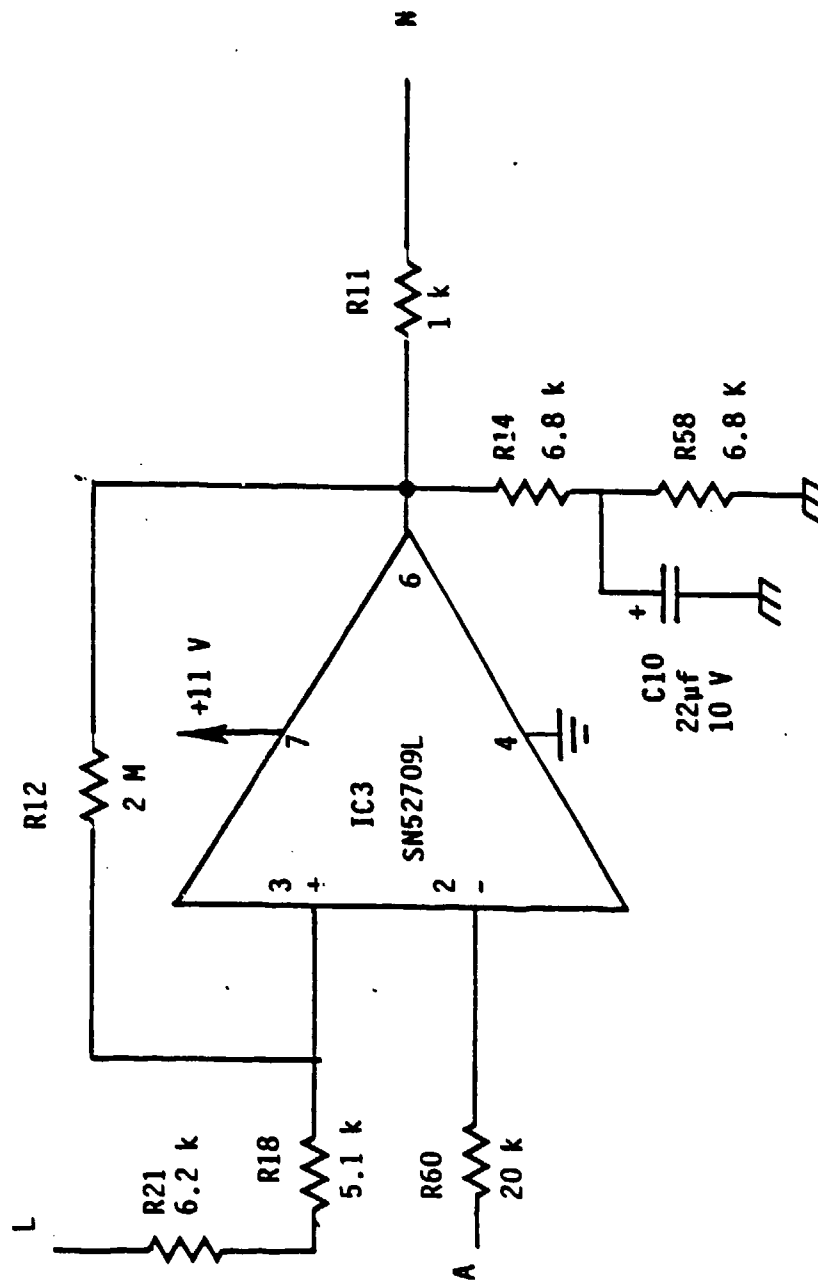 L
R21
6.2 k
R18
5.1 k
R60
20 k
A
R12
2 M
+11 V
7
3
+
2
-
IC3
SN52709L
4
6
R11
1 k
N
R14
6.8 k
R58
6.8 K
+
C10
22µf
10 V